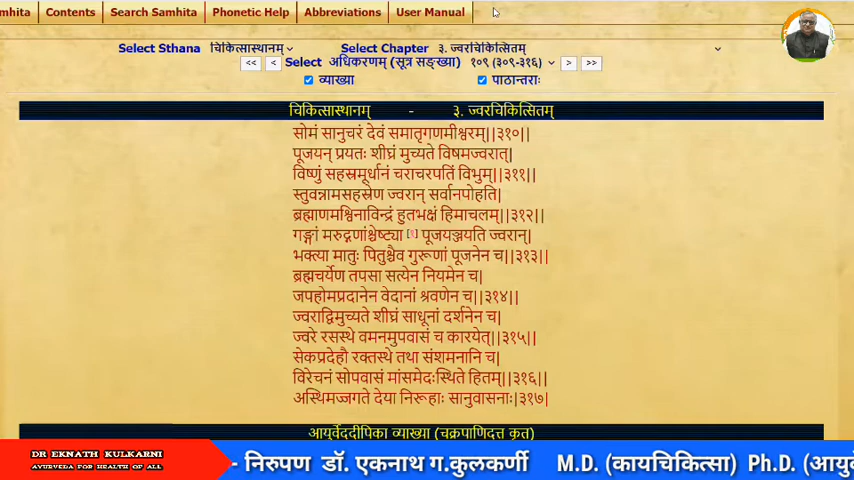 mhita Contents Search Samhita Phonetic Help Abbreviations User Manual
Select Sthana चिकित्सास्थानम् Select Chapter ३. ज्वरचिकित्सितम्
<< < Select अधिकरणम् (सूत्र सङ्ख्या) १०९ (३०९-३१६) > >>
व्याख्या पाठान्तराः
चिकित्सास्थानम् - ३. ज्वरचिकित्सितम्
सोमं सानुचरं देवं समातृगणमीश्वरम्||३१०||
पूजयन् प्रयतः शीघ्रं मुच्यते विषमज्वरात्|
विष्णुं सहस्रमूर्धानं चराचरपतिं विभुम्||३११||
स्तुवन्नामसहस्रेण ज्वरान् सर्वानपोहति|
ब्रह्माणमश्विनाविन्द्रं हुतभक्षं हिमाचलम्||३१२||
गङ्गां मरुद्गणांश्चेष्ट्या [१] पूजयञ्जयति ज्वरान्|
भक्त्या मातुः पितुश्चैव गुरूणां पूजनेन च||३१३||
ब्रह्मचर्येण तपसा सत्येन नियमेन च|
जपहोमप्रदानेन वेदानां श्रवणेन च||३१४||
ज्वराद्विमुच्यते शीघ्रं साधूनां दर्शनेन च|
ज्वरे रसस्थे वमनमुपवासं च कारयेत्||३१५||
सेकप्रदेहौ रक्तस्थे तथा संशमनानि च|
विरेचनं सोपवासं मांसमेदःस्थिते हितम्||३१६||
अस्थिमज्जगते देया निरूहाः सानुवासनाः|३१७|
आयुर्वेददीपिका व्याख्या (चक्रपाणिदत्त कृत)
DR EKNATH KULKARNI
AYURVEDA FOR HEALTH OF ALL
- निरुपण डॉ. एकनाथ ग.कुलकर्णी M.D. (कायचिकित्सा) Ph.D. (आयुर्वे